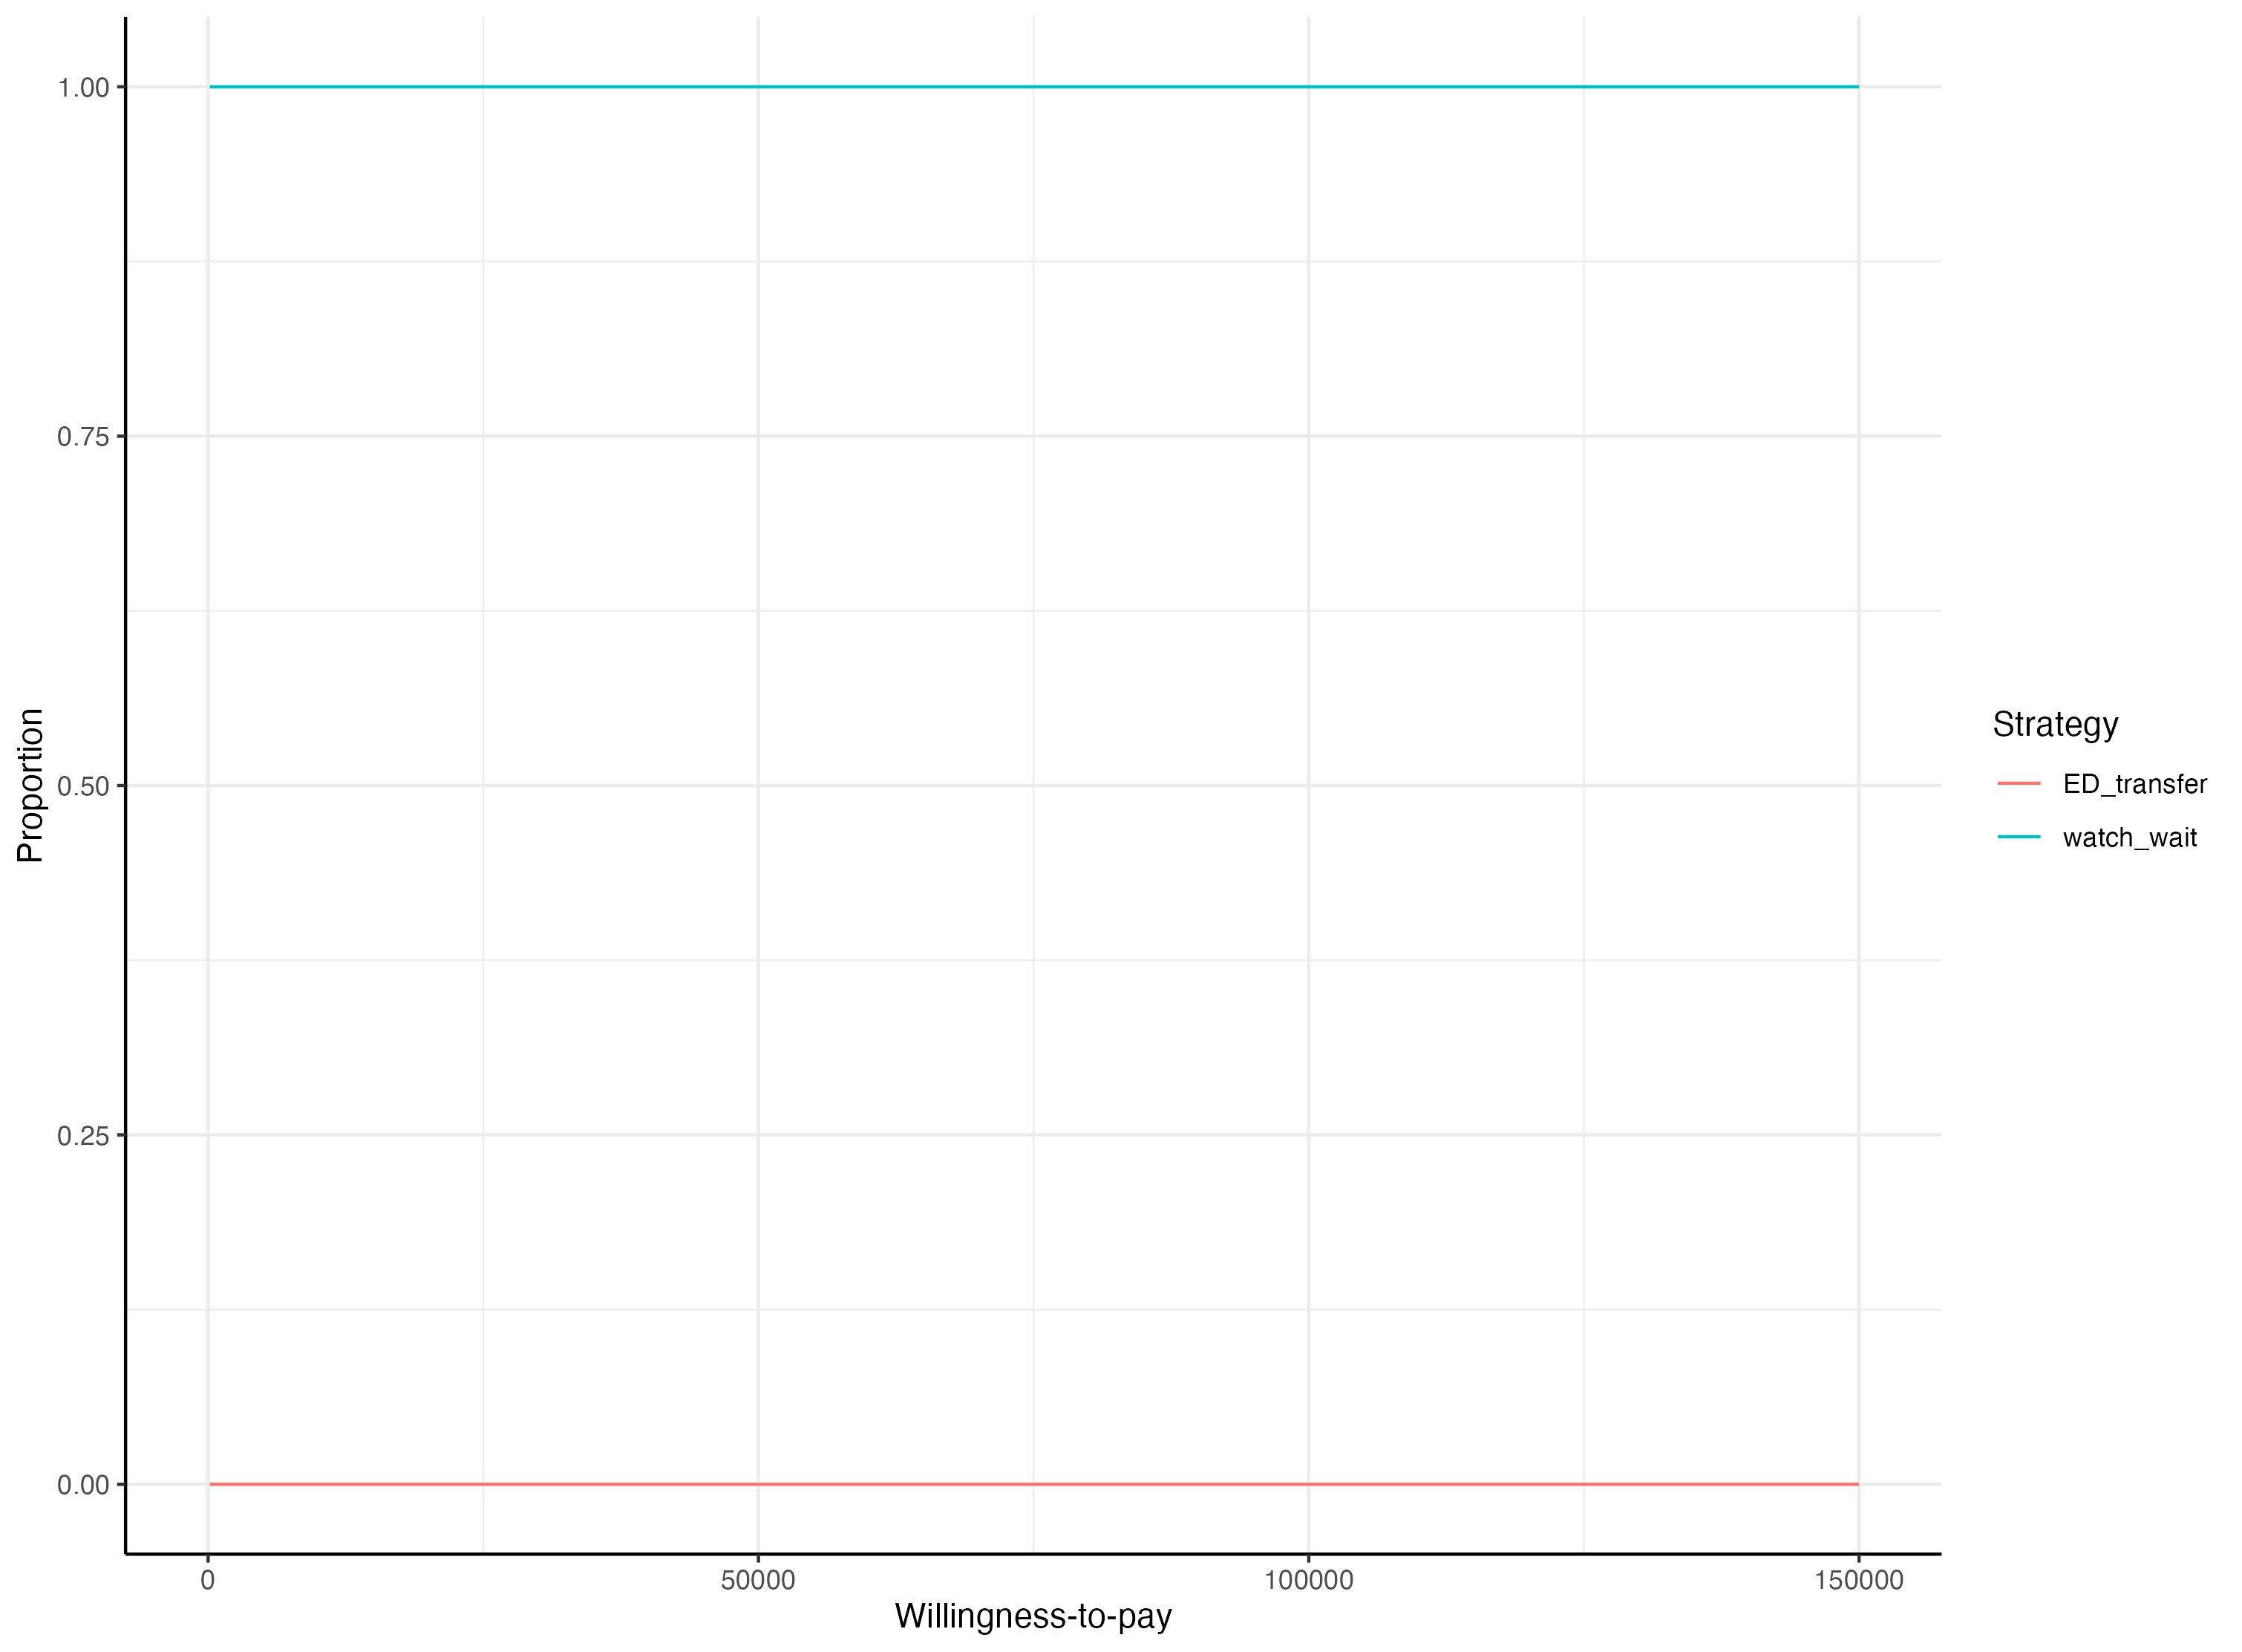 1.00
0.75
0.50
0.25
0.00
Proportion
0 50000 100000 150000
Willingness-to-pay
Strategy
ED_transfer
watch_wait